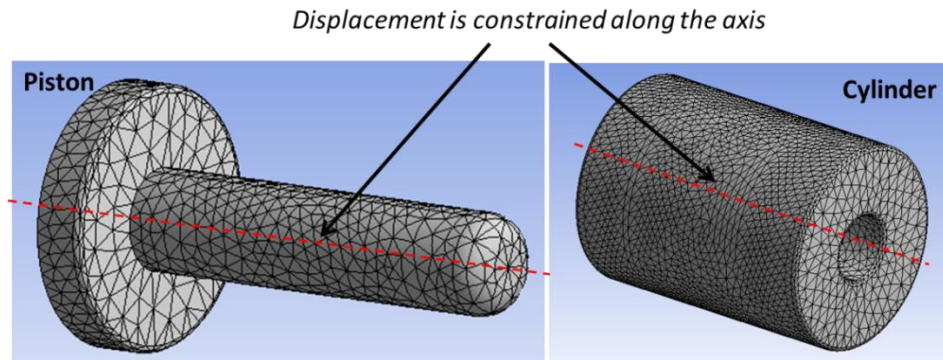 Displacement is constrained along the axis
Piston
Cylinder